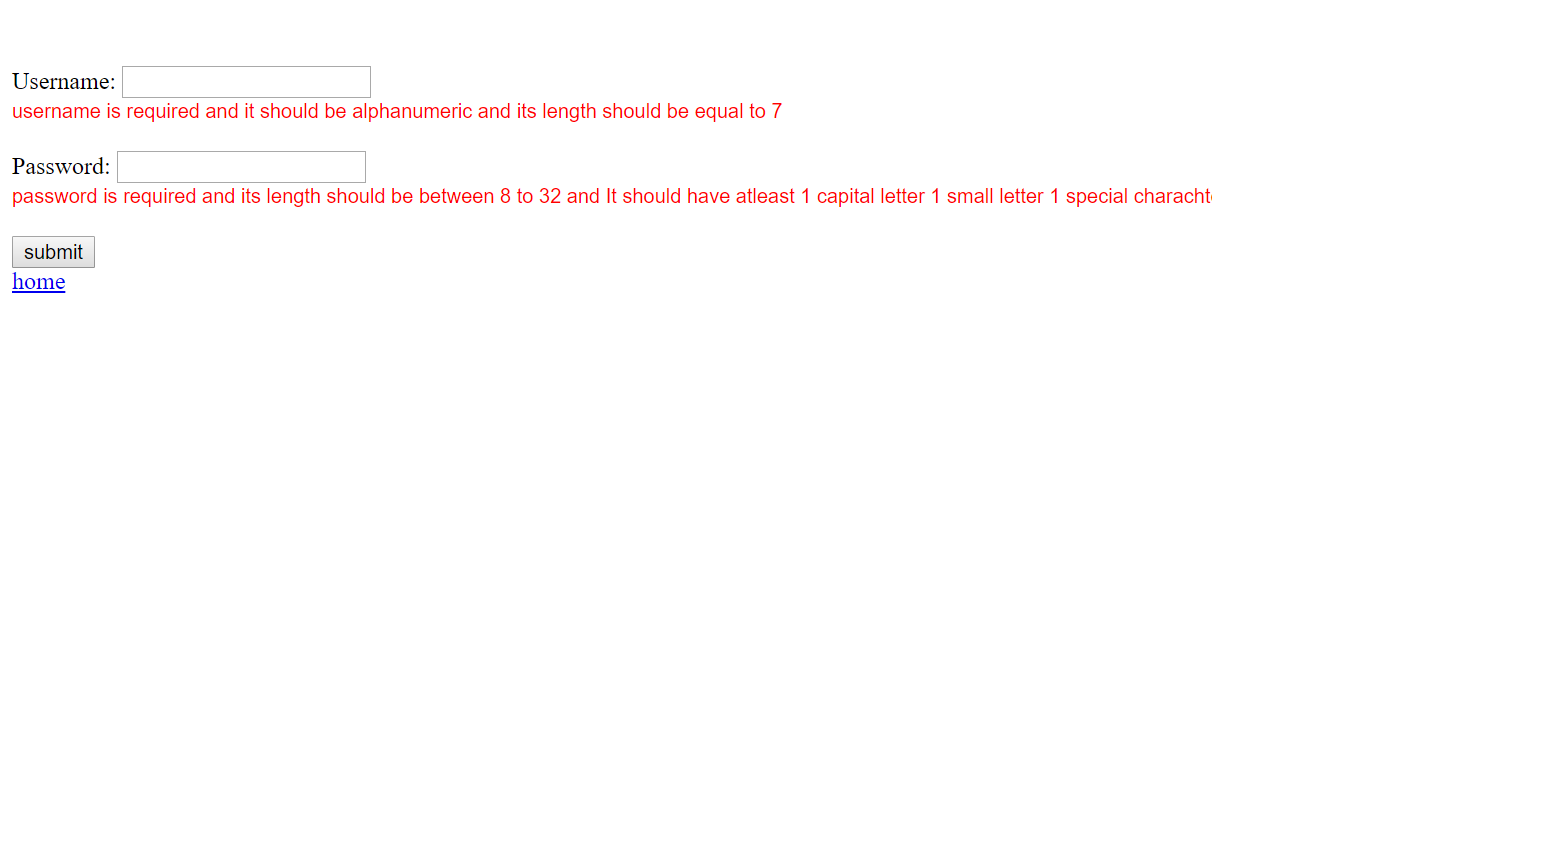 Username:
username is required and it should be alphanumeric and its length should be equal to 7
Password:
password is required and its length should be between 8 to 32 and It should have atleast 1 capital letter 1 small letter 1 special
submit
home